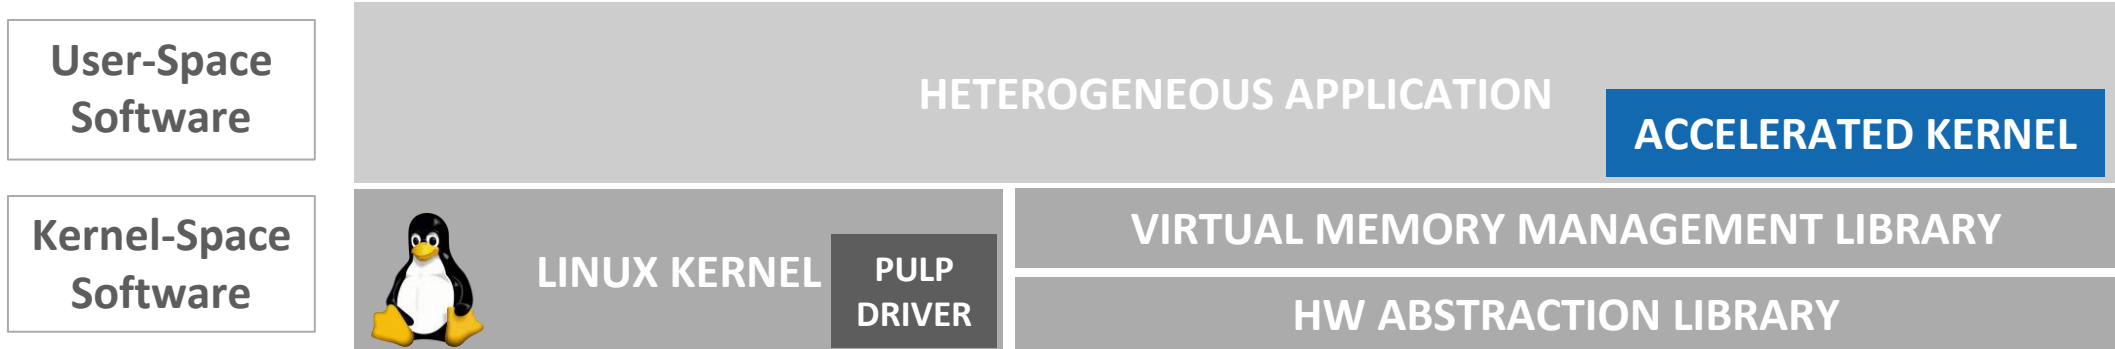 User-Space
Software
HETEROGENEOUS APPLICATION
ACCELERATED KERNEL
Kernel-Space
Software
LINUX KERNEL
PULP
DRIVER
VIRTUAL MEMORY MANAGEMENT LIBRARY
HW ABSTRACTION LIBRARY